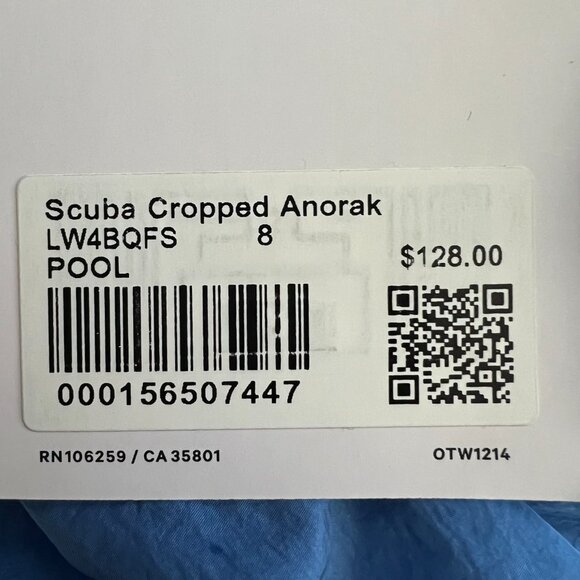 Scuba Cropped Anorak
LW4BQFS 8
POOL
$128.00
000156507447
RN106259 / CA 35801
OTW1214